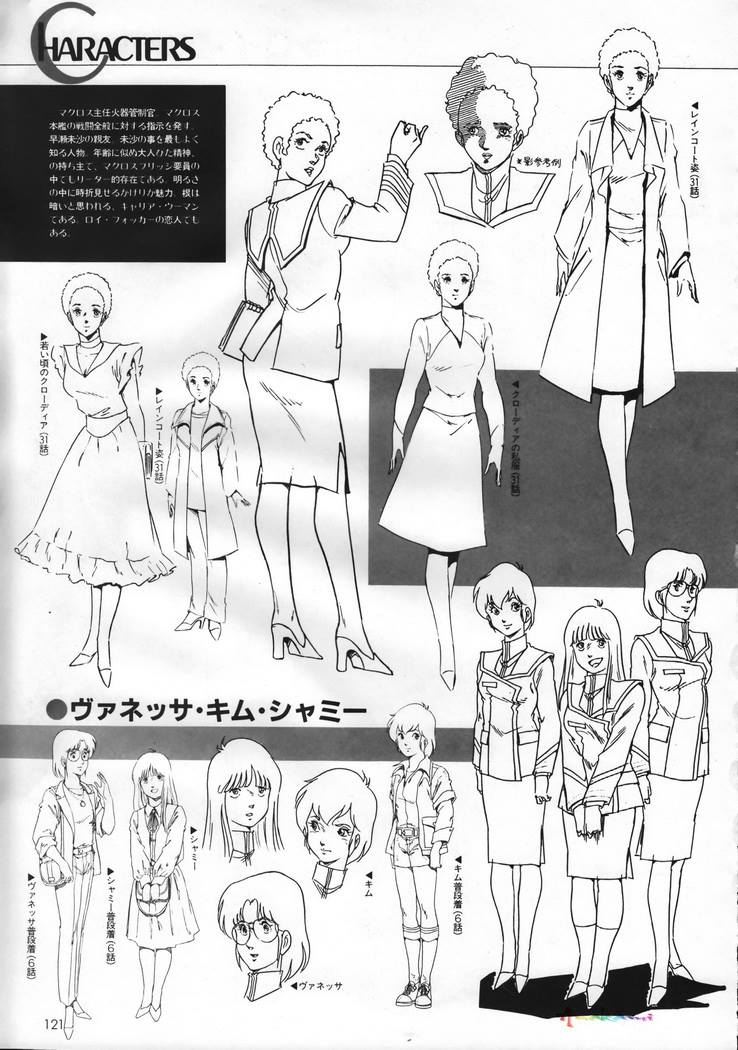 CHARACTERS
マクロス主任火器管制官。マクロス
本艦の戦闘全般に対する指示を発す。
早瀬未沙の親友。未沙の事を最もよく
知る人物。年齢に似ぬ大人びた精神。
の持ち主で、マクロスブリッジ要員の
中でもリーダー的存在である。明るさ
の中に時折見せるかげりが魅力。根は
暗いと思われる。キャリア・ウーマン
である。ロイ・フォッカーの恋人でも
ある。
※影参考例
▶レインコート姿(31話)
▶若い頃のクローディア(31話)
▶レインコート姿(31話)
◀クローディアの私服(31話)
●ヴァネッサ・キム・シャミー
▶ヴァネッサ普段着(6話)
▶シャミー普段着(6話)
▶シャミー
◀キム
◀ヴァネッサ
◀キム普段着(6話)
121